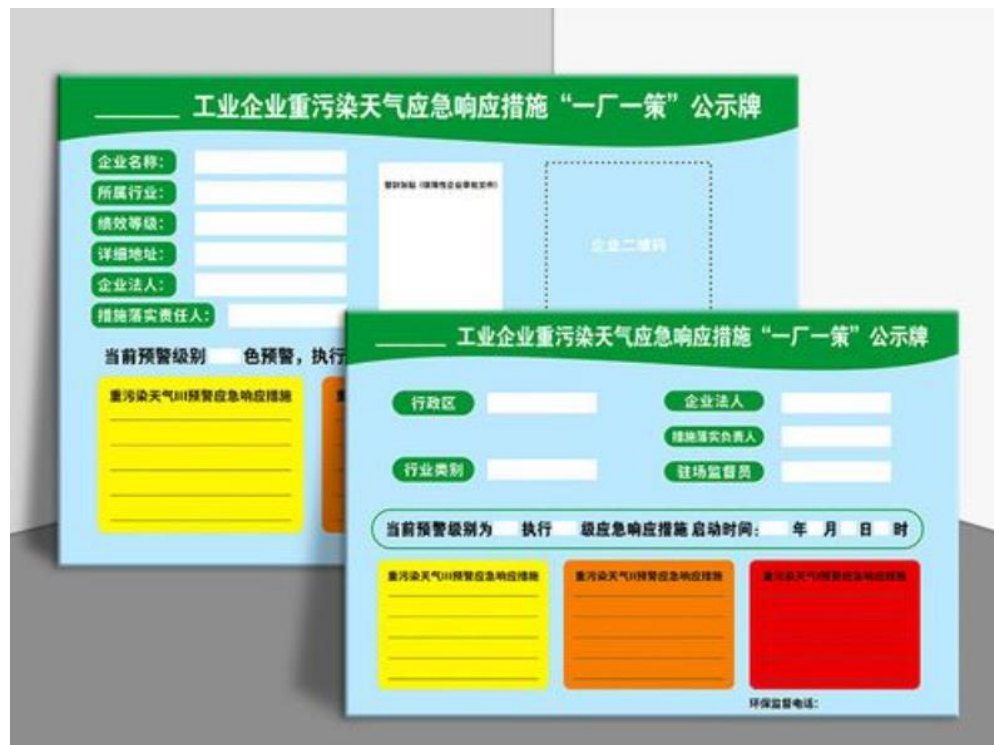 工业企业重污染天气应急响应措施“一厂一策”公示牌
企业名称：
所属行业：
绩效等级：
详细地址：
企业法人：
措施落实责任人：
企业二维码
当前预警级别 色预警，执行
重污染天气III预警应急响应措施
重
工业企业重污染天气应急响应措施“一厂一策”公示牌
行政区
企业法人
措施落实负责人
行业类别
驻场监督员
当前预警级别为 执行 级应急响应措施 启动时间： 年 月 日 时
重污染天气III预警应急响应措施
重污染天气II预警应急响应措施
重污染天气I预警应急响应措施
环保监督电话：